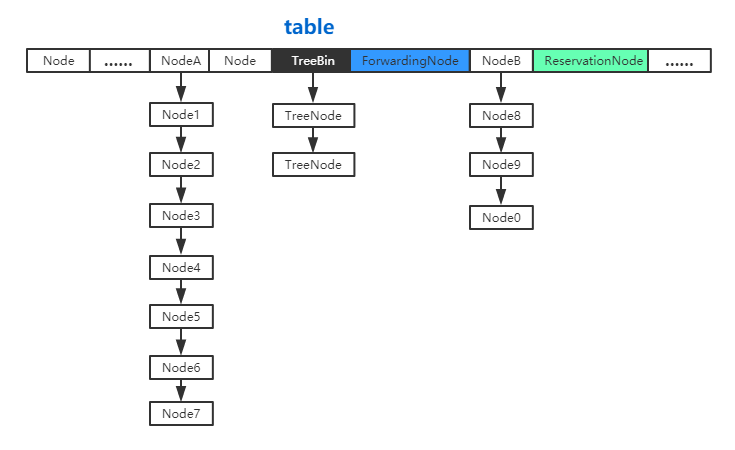 table
Node
......
NodeA
Node
TreeBin
ForwardingNode
NodeB
ReservationNode
......
Node1
Node2
Node3
Node4
Node5
Node6
Node7
TreeNode
TreeNode
Node8
Node9
Node0